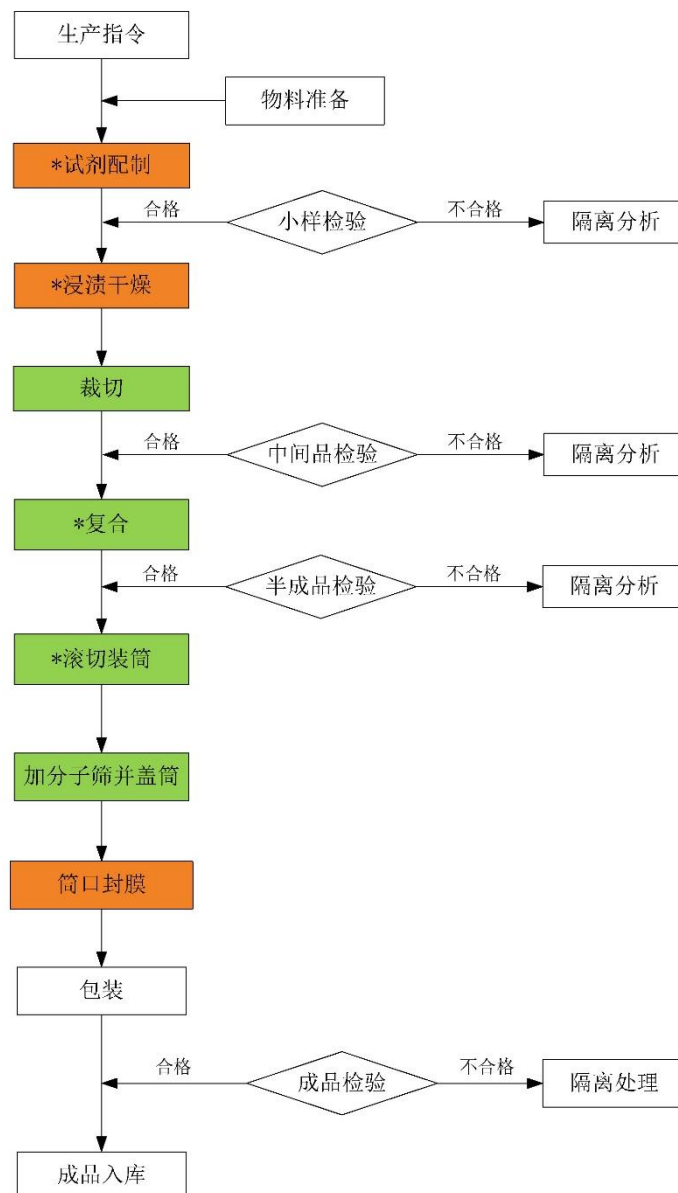 生产指令
物料准备
*试剂配制
合格
小样检验
不合格
隔离分析
*浸渍干燥
裁切
合格
中间品检验
不合格
隔离分析
*复合
合格
半成品检验
不合格
隔离分析
*滚切装筒
加分子筛并盖筒
筒口封膜
包装
合格
成品检验
不合格
隔离处理
成品入库